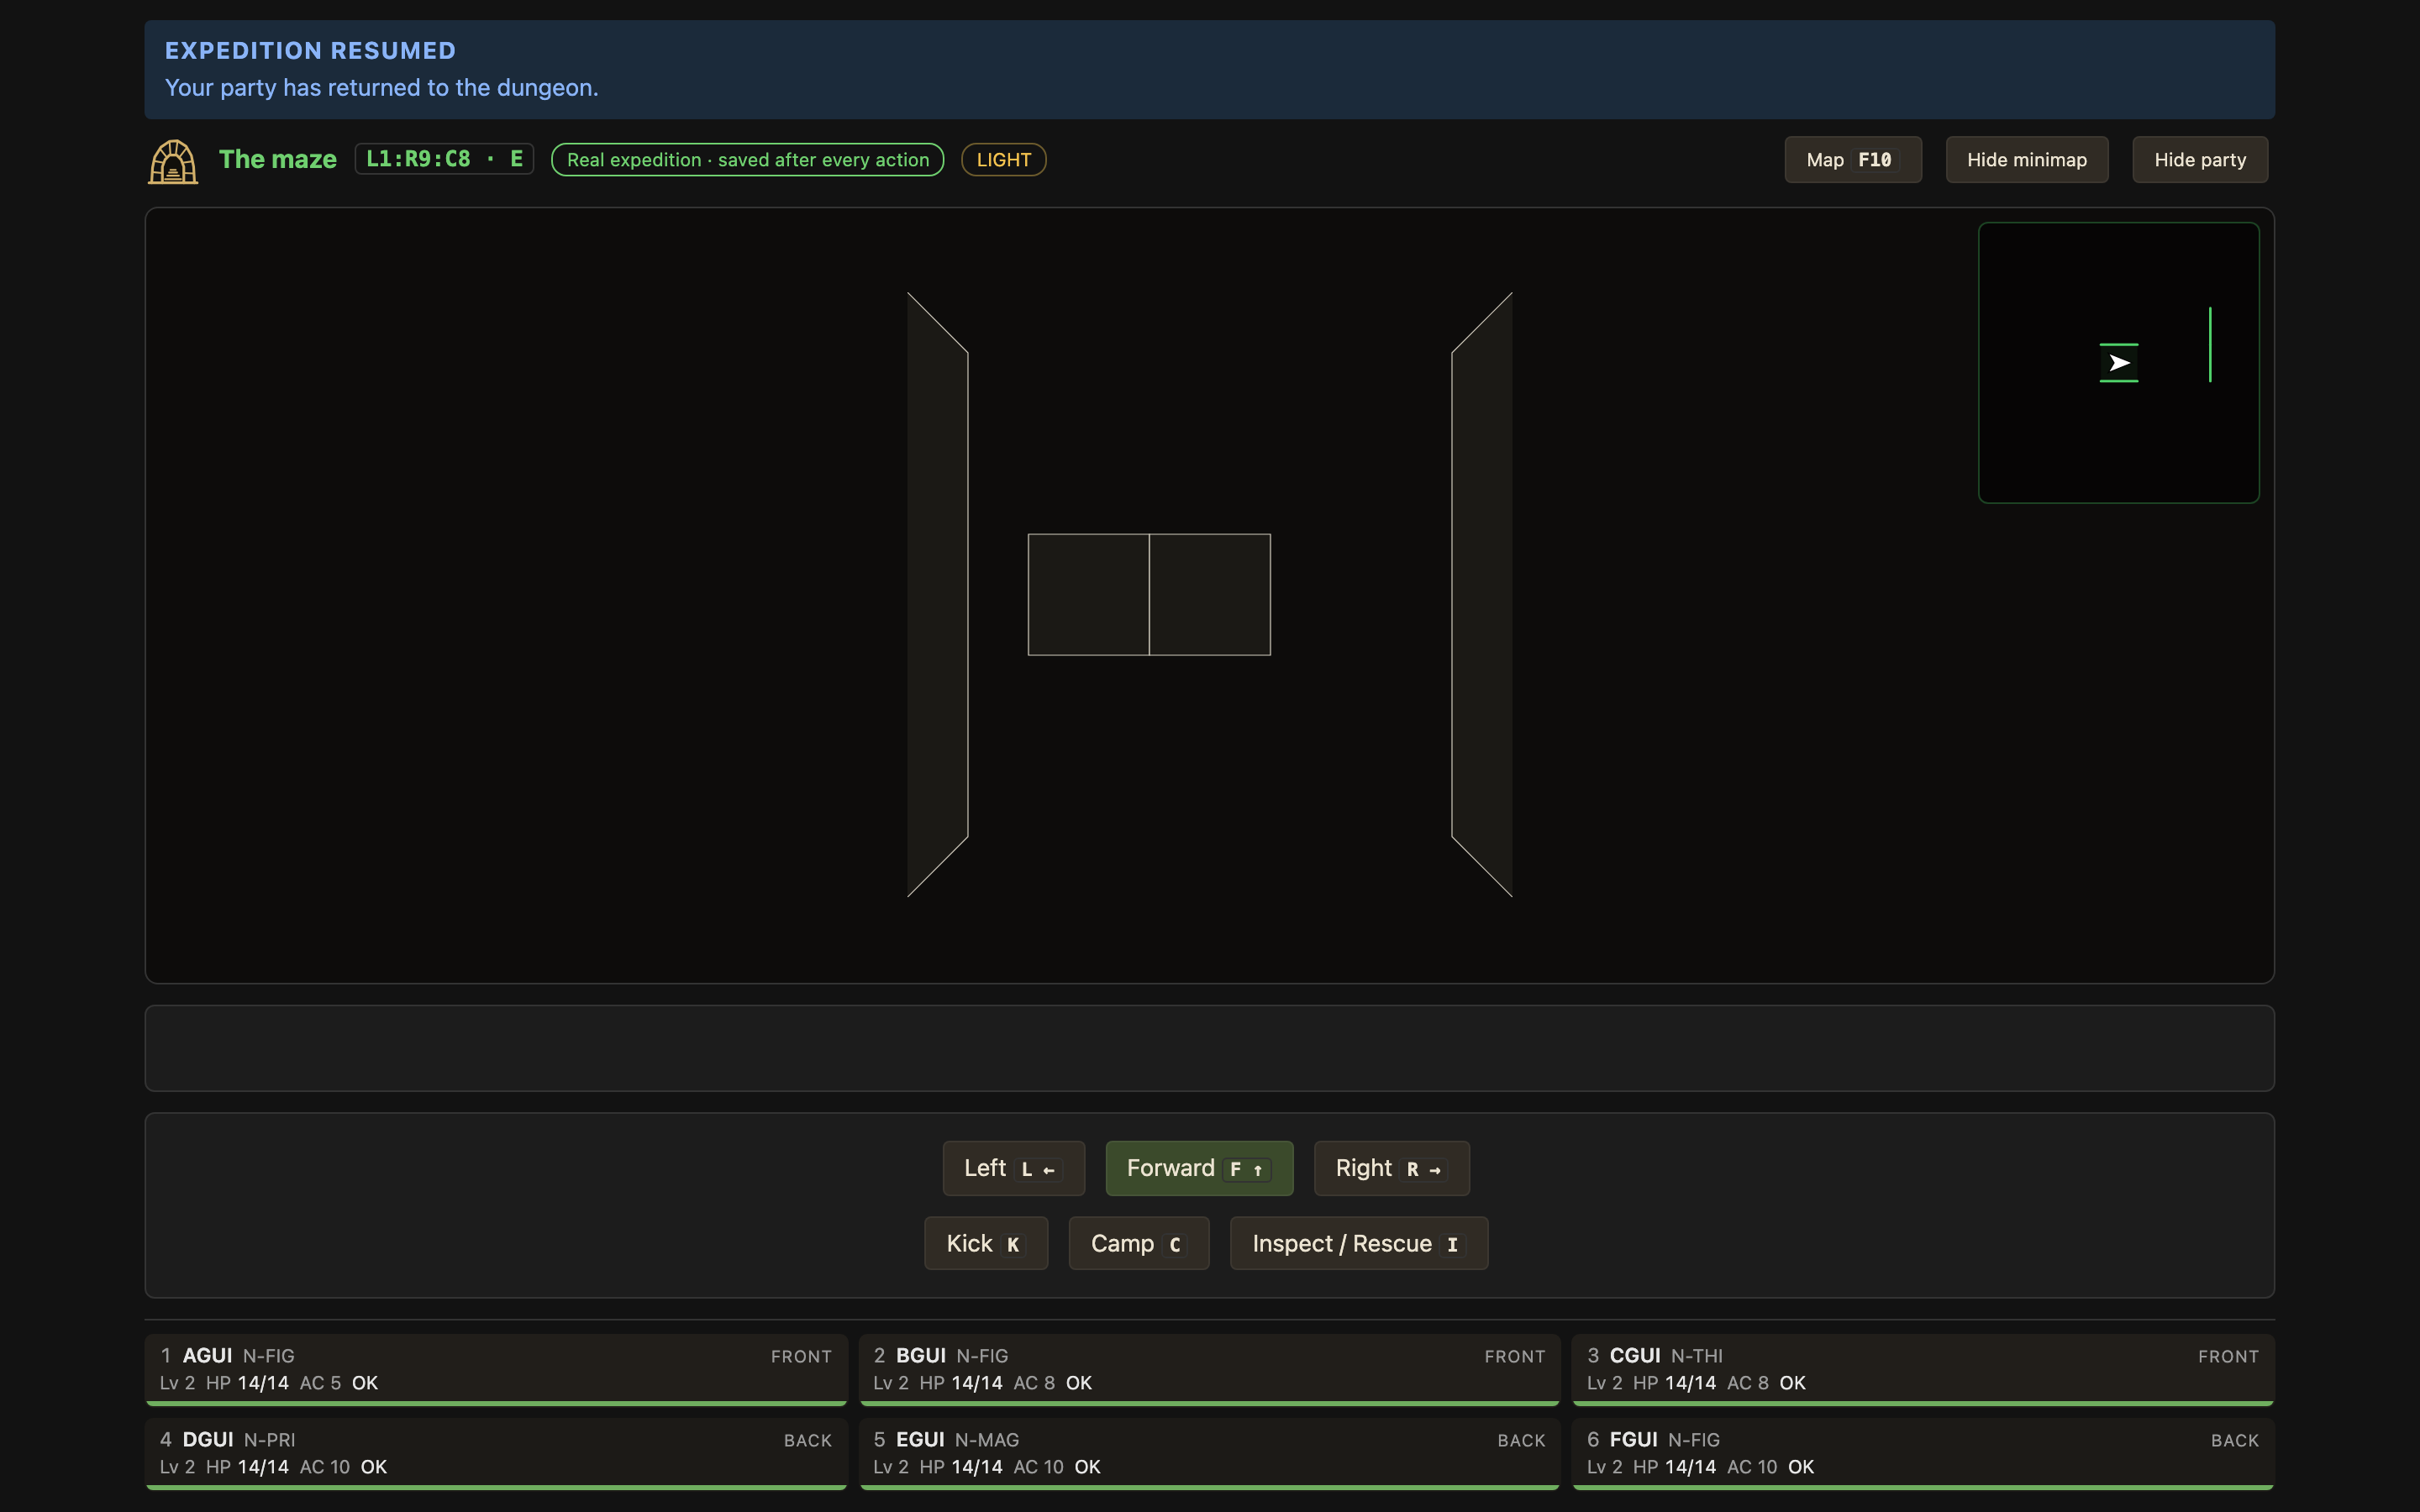 EXPEDITION RESUMED
Your party has returned to the dungeon.
The maze L1:R9:C8 · E Real expedition · saved after every action LIGHT Map F10 Hide minimap Hide party
Left L ← Forward F ↑ Right R →
Kick K Camp C Inspect / Rescue I
1 AGUI N-FIG FRONT
Lv 2 HP 14/14 AC 5 OK
2 BGUI N-FIG FRONT
Lv 2 HP 14/14 AC 8 OK
3 CGUI N-THI FRONT
Lv 2 HP 14/14 AC 8 OK
4 DGUI N-PRI BACK
Lv 2 HP 14/14 AC 10 OK
5 EGUI N-MAG BACK
Lv 2 HP 14/14 AC 10 OK
6 FGUI N-FIG BACK
Lv 2 HP 14/14 AC 10 OK